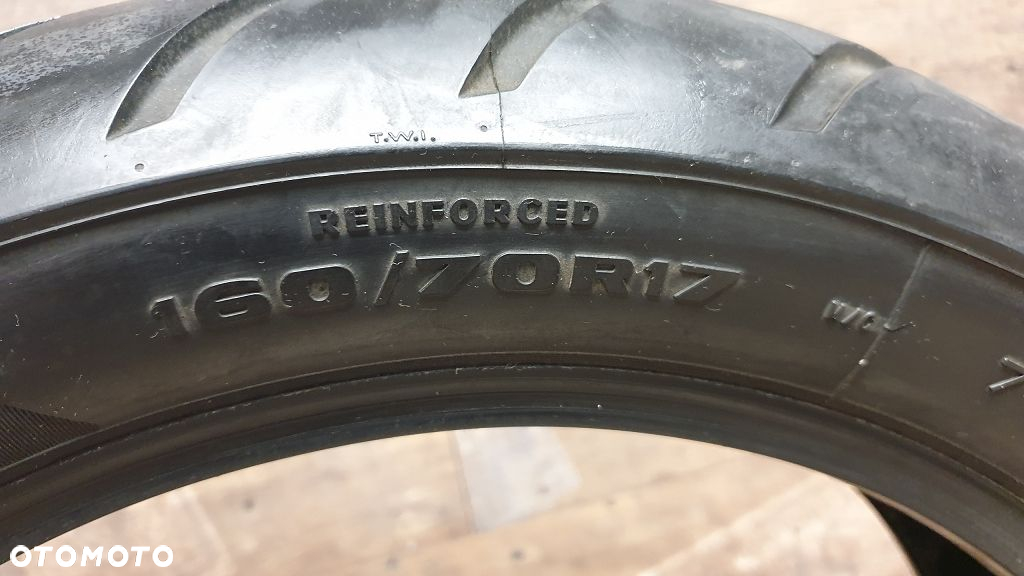 T.W.I.
REINFORCED
160/70R17
OTOMOTO